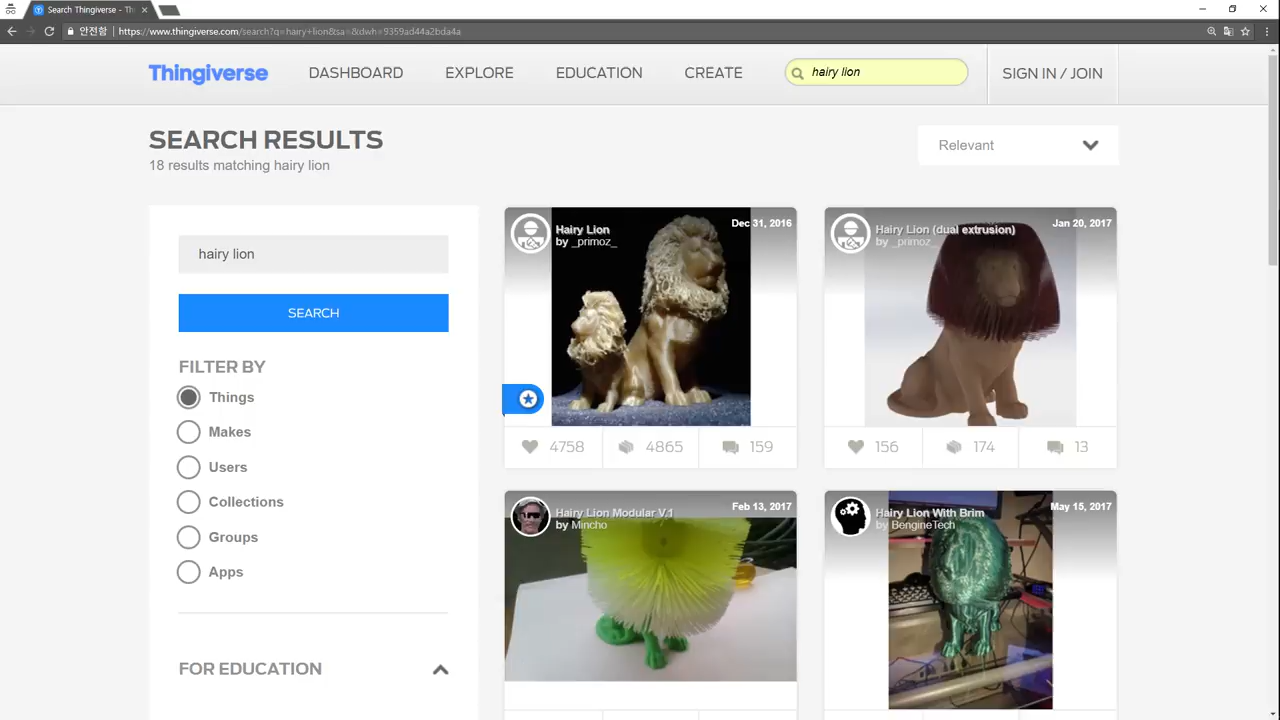 Search Thingiverse - Th
안전함
https://www.thingiverse.com/search?q=hairy+lion&sa=&dwh=9359ad44a2bda4a
Thingiverse
DASHBOARD
EXPLORE
EDUCATION
CREATE
hairy lion
SIGN IN / JOIN
SEARCH RESULTS
18 results matching hairy lion
Relevant
hairy lion
SEARCH
FILTER BY
Things
Makes
Users
Collections
Groups
Apps
FOR EDUCATION
Hairy Lion
by _primoz_
Dec 31, 2016
4758
4865
159
Hairy Lion (dual extrusion)
by _primoz_
Jan 20, 2017
156
174
13
Hairy Lion Modular V.1
by Mincho
Feb 13, 2017
Hairy Lion With Brim
by BengineTech
May 15, 2017